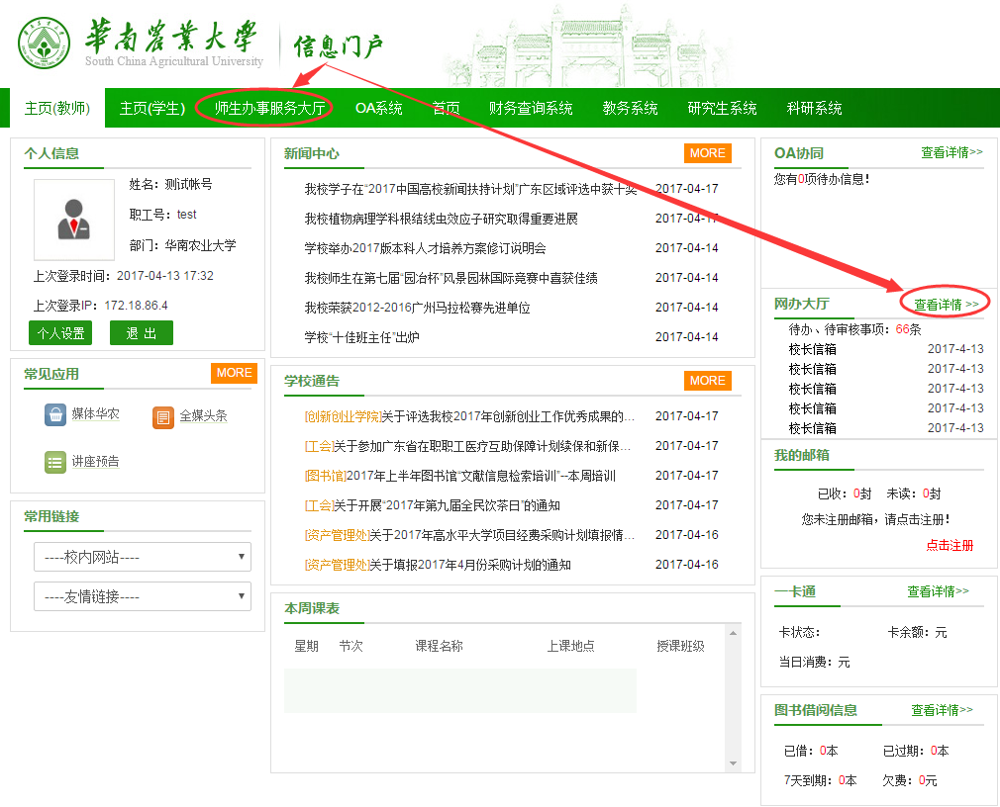 華南農業大學
South China Agricultural University
信息门户
主页(教师) 主页(学生) 师生办事服务大厅 OA系统 首页 财务查询系统 教务系统 研究生系统 科研系统
个人信息
姓名：测试帐号
职工号：test
部门：华南农业大学
上次登录时间：2017-04-13 17:32
上次登录IP：172.18.86.4
个人设置 退 出
常见应用 MORE
媒体华农 全媒头条
讲座预告
常用链接
----校内网站----
----友情链接----
新闻中心 MORE
我校学子在“2017中国高校新闻扶持计划”广东区域评选中获十奖 2017-04-17
我校植物病理学科根结线虫效应子研究取得重要进展 2017-04-17
学校举办2017版本科人才培养方案修订说明会 2017-04-14
我校师生在第七届“园冶杯”风景园林国际竞赛中喜获佳绩 2017-04-14
我校荣获2012-2016广州马拉松赛先进单位 2017-04-14
学校“十佳班主任”出炉 2017-04-14
学校通告 MORE
[创新创业学院]关于评选我校2017年创新创业工作优秀成果的... 2017-04-17
[工会]关于参加广东省在职职工医疗互助保障计划续保和新保... 2017-04-17
[图书馆]2017年上半年图书馆“文献信息检索培训”--本周培训 2017-04-17
[工会]关于开展“2017年第九届全民饮茶日”的通知 2017-04-17
[资产管理处]关于2017年高水平大学项目经费采购计划填报情... 2017-04-16
[资产管理处]关于填报2017年4月份采购计划的通知 2017-04-16
本周课表
星期 节次 课程名称 上课地点 授课班级
OA协同 查看详情>>
您有0项待办信息！
网办大厅 查看详情 >>
待办、待审核事项：66条
校长信箱 2017-4-13
校长信箱 2017-4-13
校长信箱 2017-4-13
校长信箱 2017-4-13
校长信箱 2017-4-13
我的邮箱
已收：0封 未读：0封
您未注册邮箱，请点击注册！
点击注册
一卡通 查看详情>>
卡状态： 卡余额：元
当日消费：元
图书借阅信息 查看详情>>
已借：0本 已过期：0本
7天到期：0本 欠费：0元